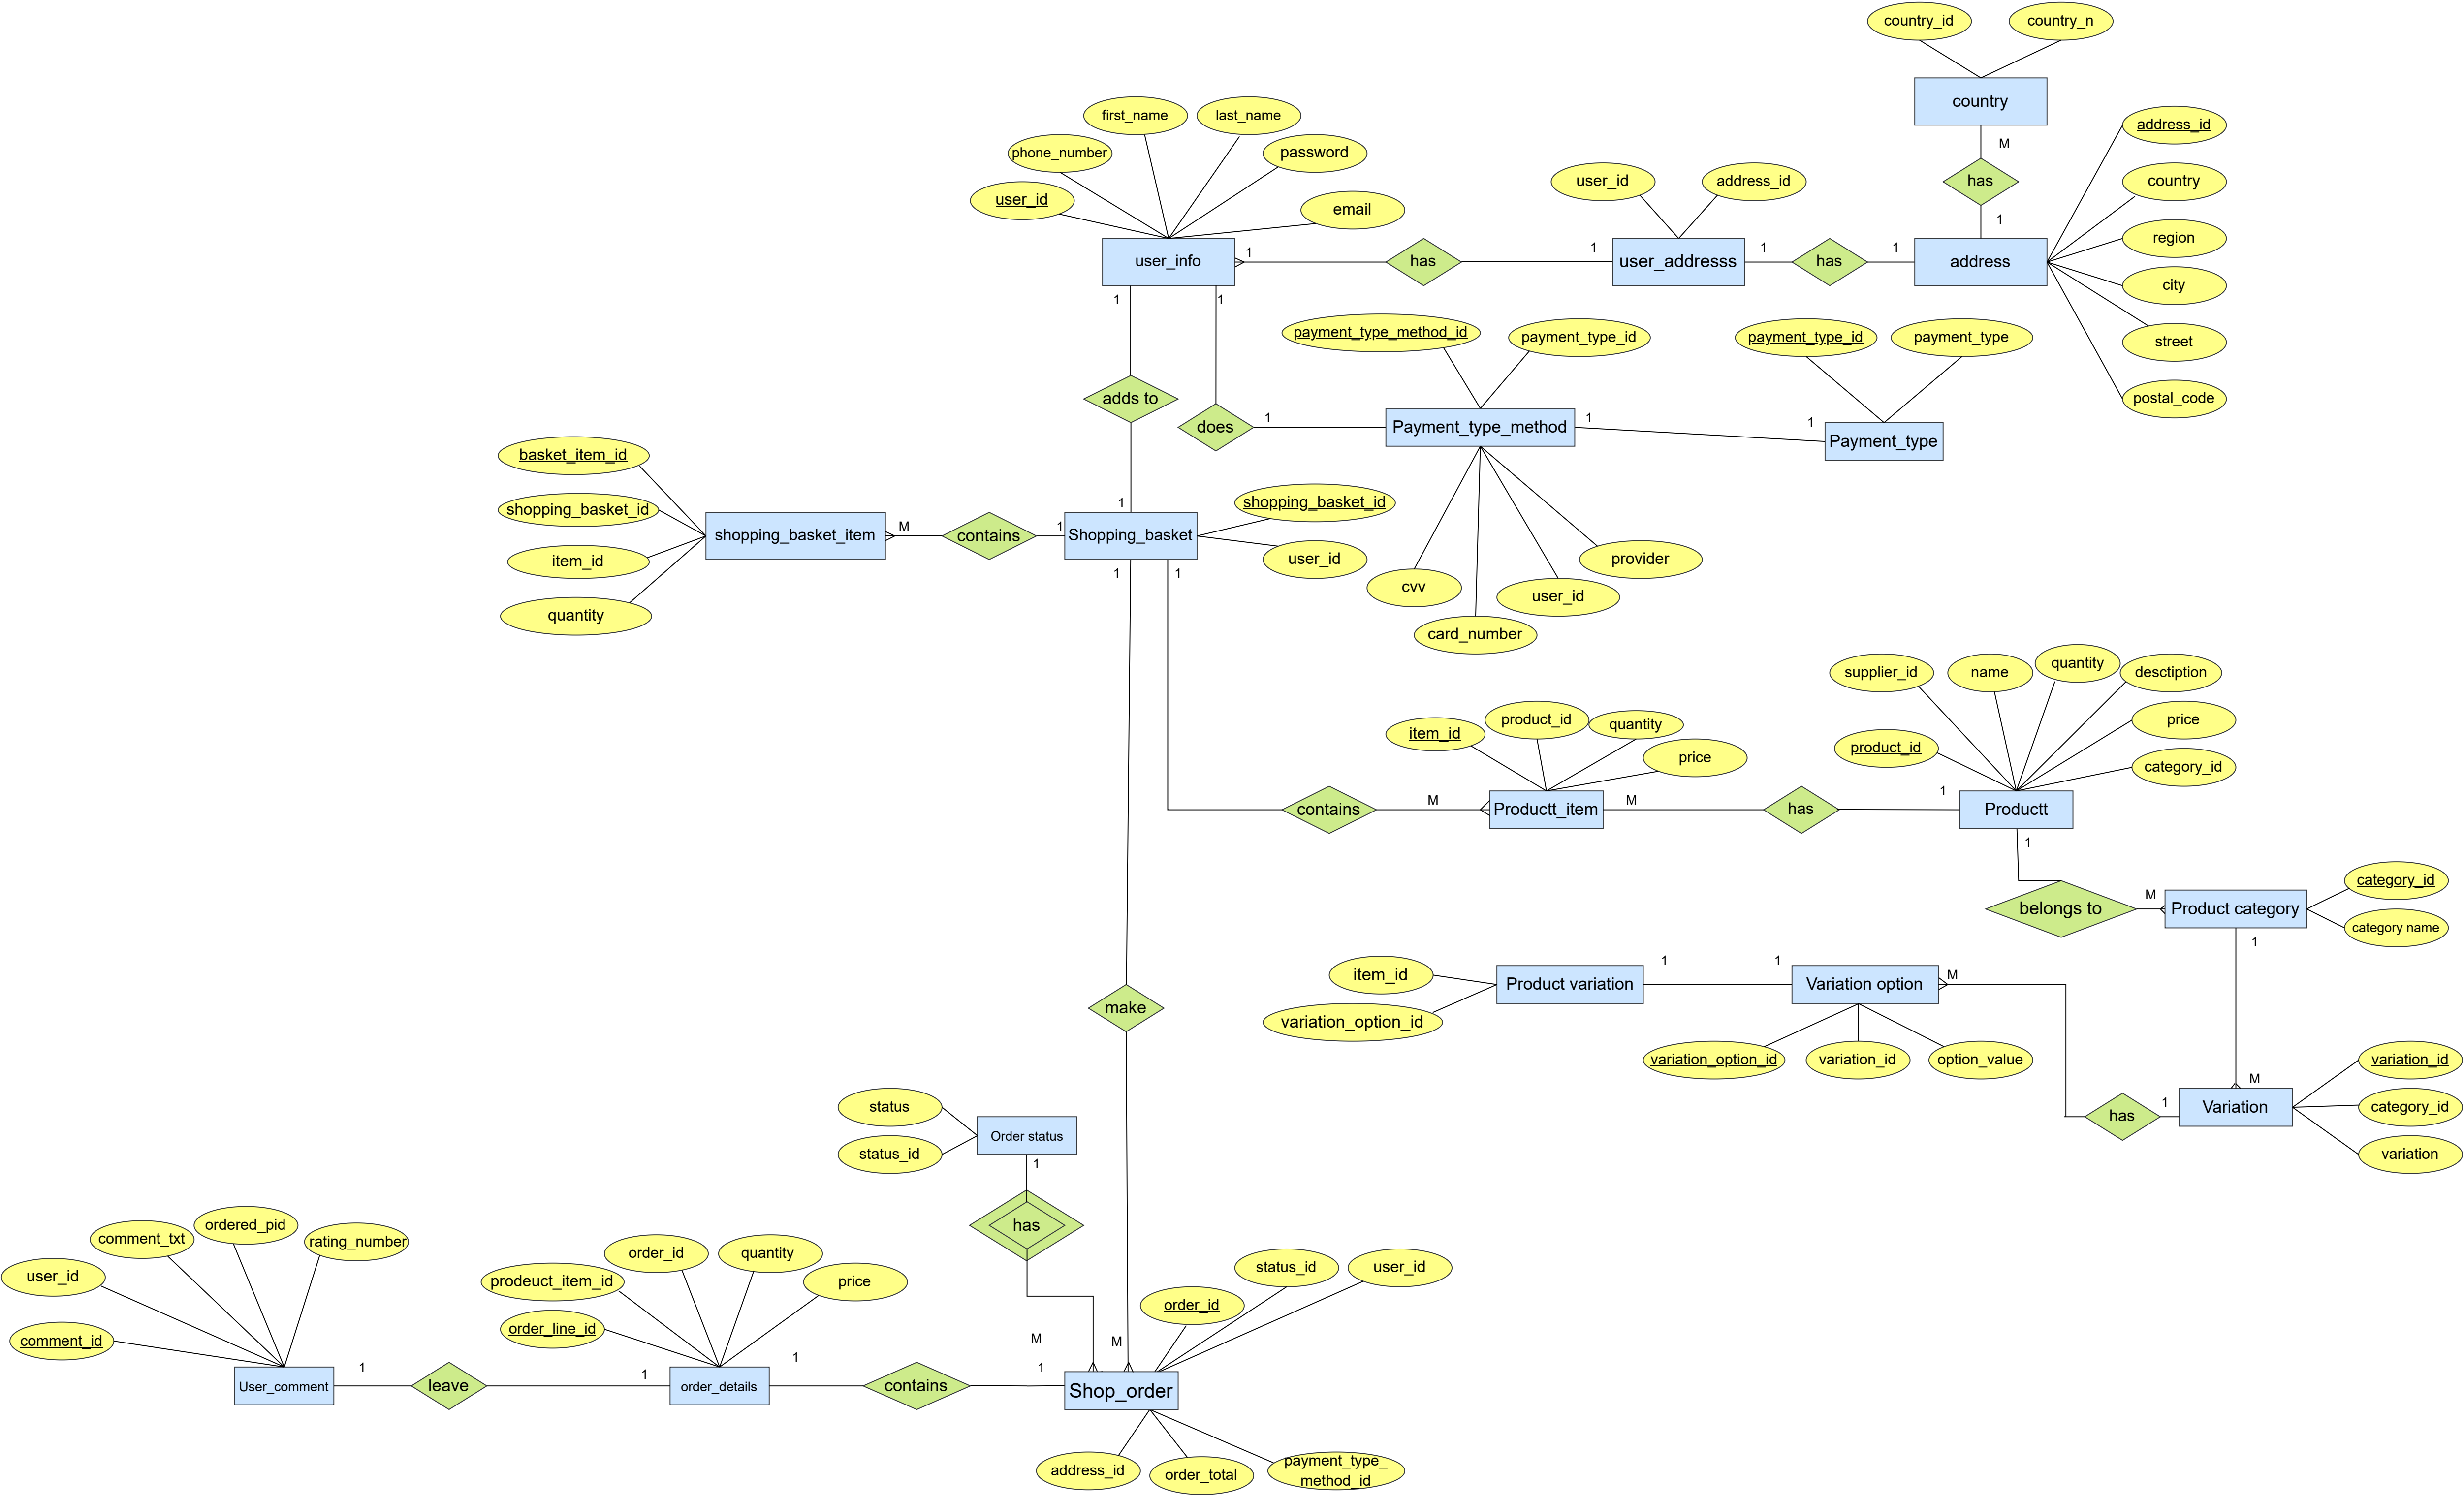 country_id
country_n
country
first_name
last_name
phone_number
password
address_id
M
user_id
email
user_id
address_id
has
country
1
region
user_info
1
has
1
user_addresss
1
has
1
address
city
1
1
payment_type_method_id
payment_type_id
payment_type_id
payment_type
street
adds to
does
1
Payment_type_method
1
1
Payment_type
postal_code
basket_item_id
shopping_basket_id
item_id
quantity
shopping_basket_item
M
contains
1
1
Shopping_basket
shopping_basket_id
user_id
cvv
card_number
user_id
provider
1
1
supplier_id
name
quantity
desctiption
price
product_id
category_id
item_id
product_id
quantity
price
contains
M
Productt_item
M
has
1
Productt
1
belongs to
M
Product category
category_id
category name
1
item_id
variation_option_id
Product variation
1
1
Variation option
M
variation_option_id
variation_id
option_value
has
1
M
Variation
variation_id
category_id
variation
make
status
status_id
Order status
1
has
M
M
comment_txt
ordered_pid
rating_number
user_id
comment_id
User_comment
1
leave
1
order_id
quantity
prodeuct_item_id
price
order_line_id
order_details
1
contains
1
Shop_order
order_id
status_id
user_id
address_id
order_total
payment_type_
method_id